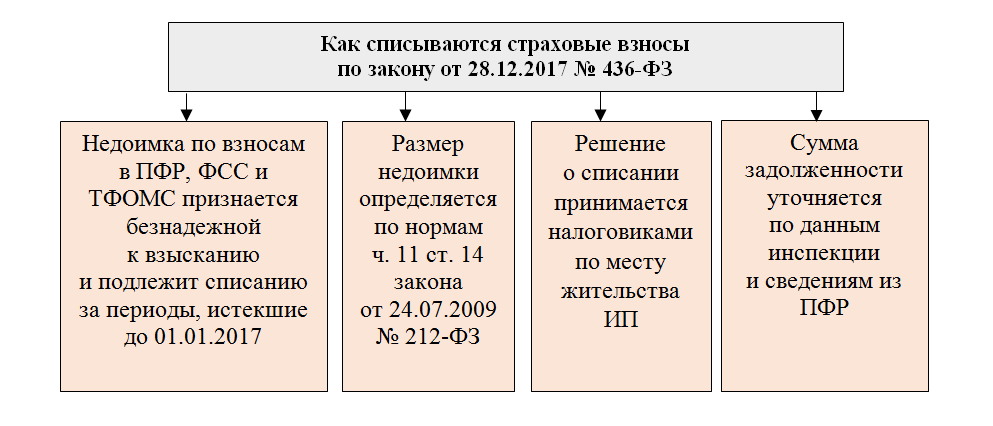 Как списываются страховые взносы
по закону от 28.12.2017 № 436-ФЗ
Недоимка по взносам
в ПФР, ФСС и
ТФОМС признается
безнадежной
к взысканию
и подлежит списанию
за периоды, истекшие
до 01.01.2017
Размер
недоимки
определяется
по нормам
ч. 11 ст. 14
закона
от 24.07.2009
№ 212-ФЗ
Решение
о списании
принимается
налоговиками
по месту
жительства
ИП
Сумма
задолженности
уточняется
по данным
инспекции
и сведениям из
ПФР